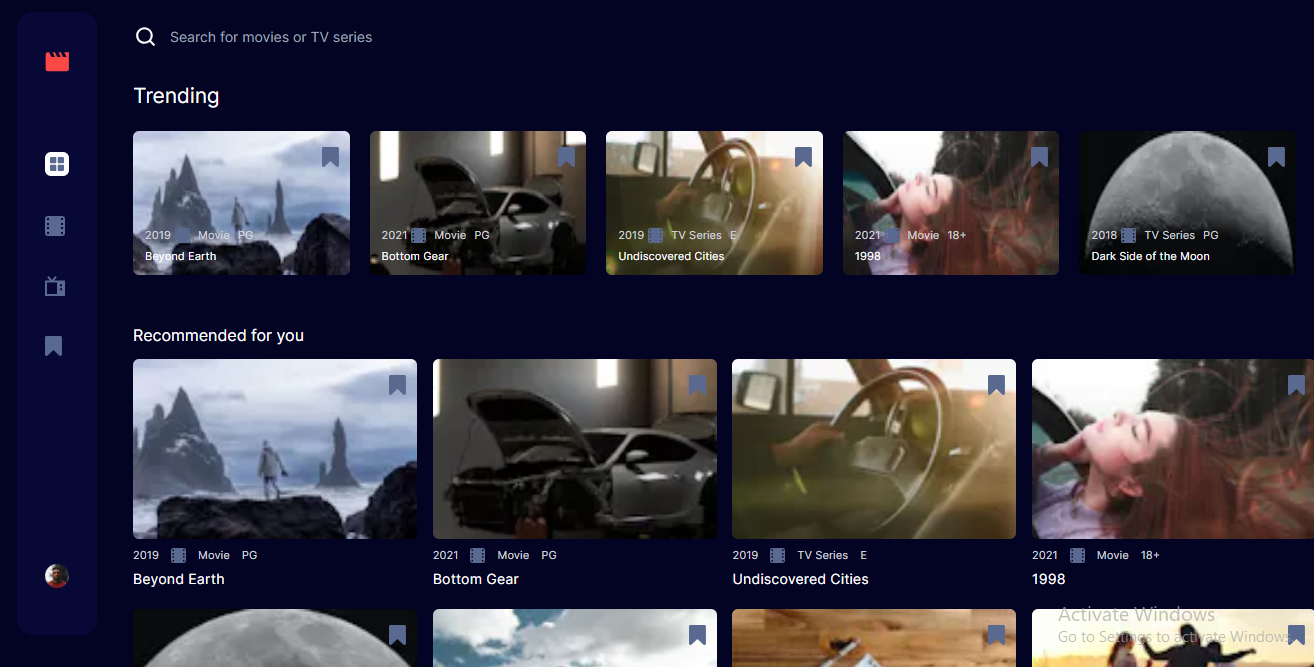 Search for movies or TV series
Trending
2019 Movie PG
Beyond Earth
2021 Movie PG
Bottom Gear
2019 TV Series E
Undiscovered Cities
2021 Movie 18+
1998
2018 TV Series PG
Dark Side of the Moon
Recommended for you
2019 Movie PG
Beyond Earth
2021 Movie PG
Bottom Gear
2019 TV Series E
Undiscovered Cities
2021 Movie 18+
1998
Activate Windows
Go to Settings to activate Windows.